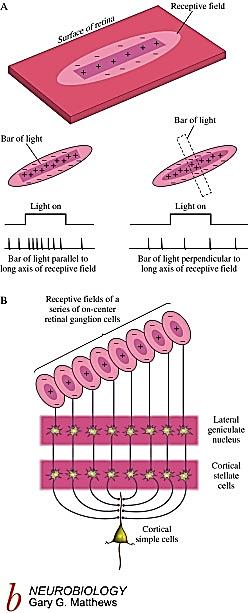 A
Surface of retina
Receptive field
Bar of light
Bar of light
Light on
Light on
Bar of light parallel to
long axis of receptive field
Bar of light perpendicular to
long axis of receptive field
B
Receptive fields of a
series of on-center
retinal ganglion cells
Lateral
geniculate
nucleus
Cortical
stellate
cells
Cortical
simple cells
b NEUROBIOLOGY
Gary G. Matthews